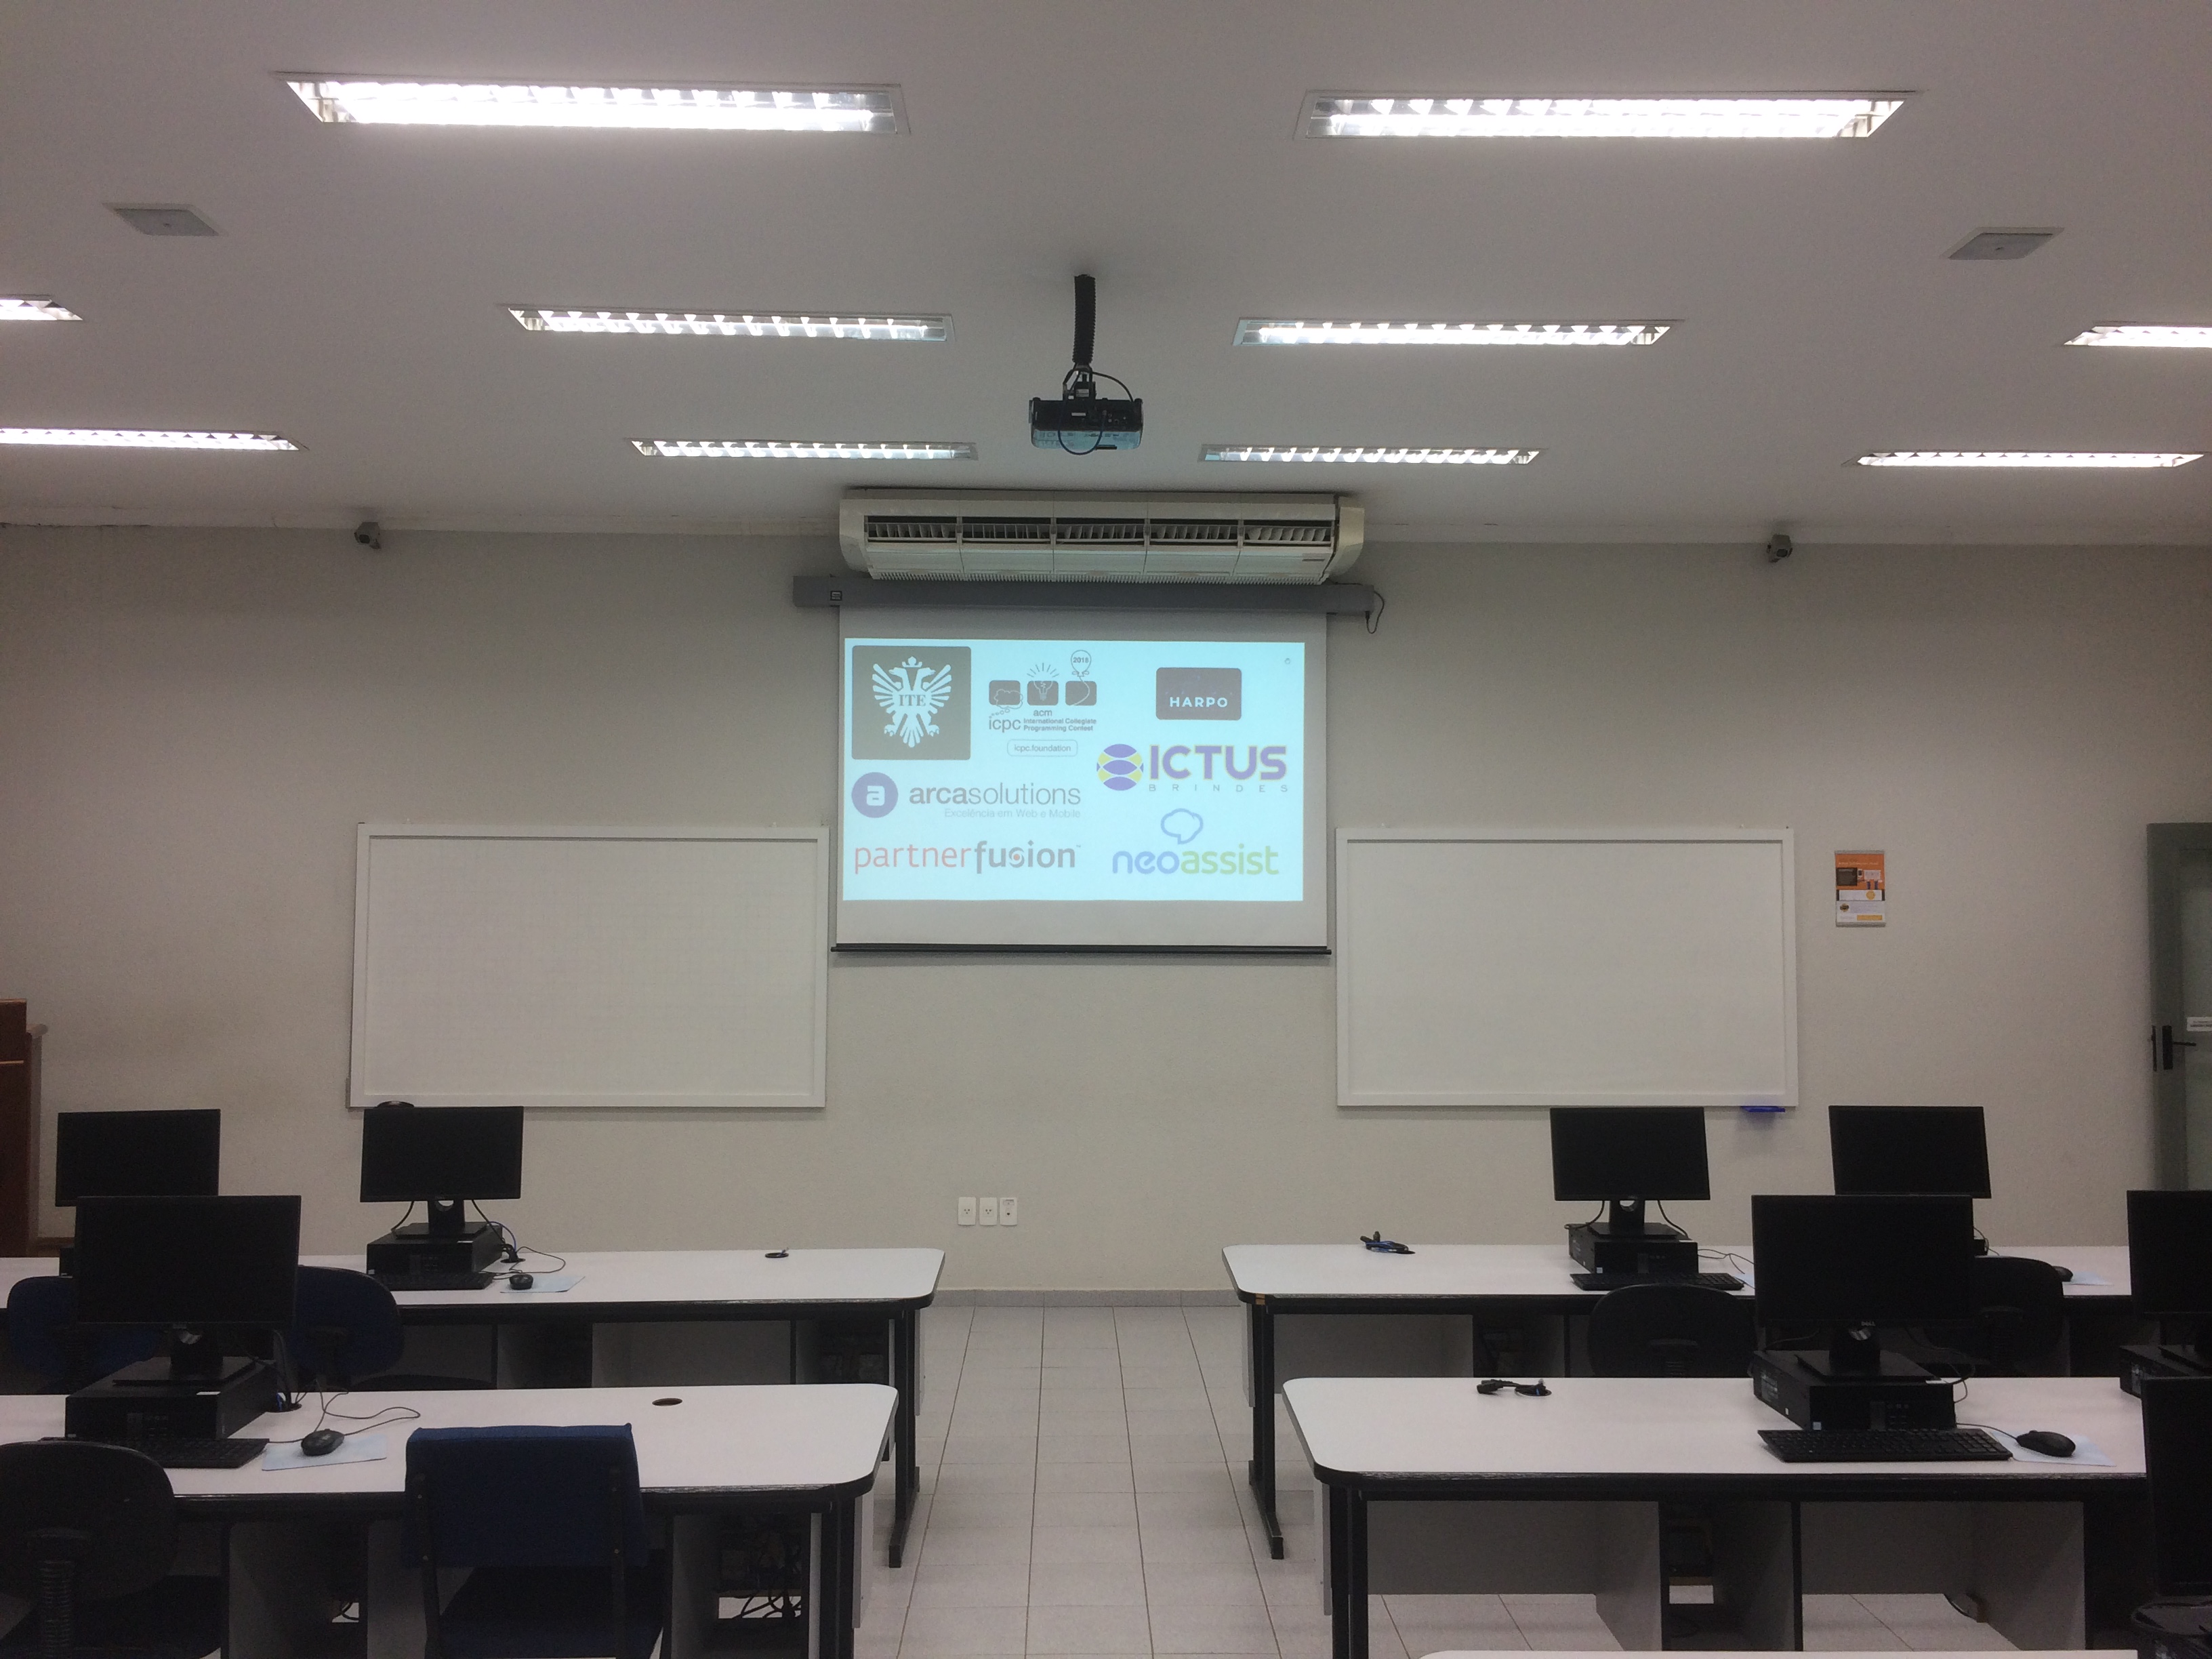 ITE
2018
acm
icpc International Collegiate
Programming Contest
icpc.foundation
HARPO
ICTUS
BRINDES
a arcasolutions
Excelência em Web e Mobile
partnerfusion
neoassist
DELL